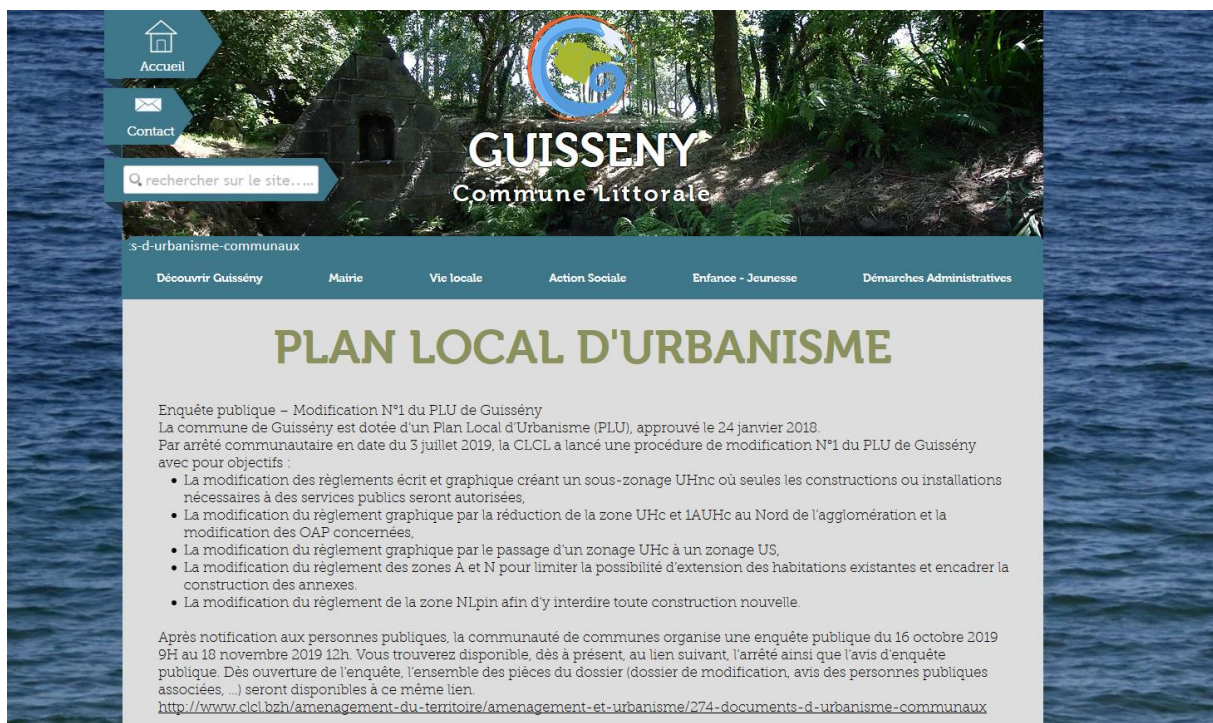 Accueil
Contact
rechercher sur le site.....
GUISSENY
Commune Littorale
:s-d-urbanisme-communaux
Découvrir Guissény Mairie Vie locale Action Sociale Enfance - Jeunesse Démarches Administratives
PLAN LOCAL D'URBANISME
Enquête publique – Modification N°1 du PLU de Guissény
La commune de Guissény est dotée d'un Plan Local d'Urbanisme (PLU), approuvé le 24 janvier 2018.
Par arrêté communautaire en date du 3 juillet 2019, la CLCL a lancé une procédure de modification N°1 du PLU de Guissény
avec pour objectifs :
• La modification des règlements écrit et graphique créant un sous-zonage UHnc où seules les constructions ou installations
nécessaires à des services publics seront autorisées,
• La modification du règlement graphique par la réduction de la zone UHc et 1AUHc au Nord de l'agglomération et la
modification des OAP concernées,
• La modification du règlement graphique par le passage d'un zonage UHc à un zonage US,
• La modification du règlement des zones A et N pour limiter la possibilité d'extension des habitations existantes et encadrer la
construction des annexes.
• La modification du règlement de la zone NLpin afin d'y interdire toute construction nouvelle.
Après notification aux personnes publiques, la communauté de communes organise une enquête publique du 16 octobre 2019
9H au 18 novembre 2019 12h. Vous trouverez disponible, dès à présent, au lien suivant, l'arrêté ainsi que l'avis d'enquête
publique. Dès ouverture de l'enquête, l'ensemble des pièces du dossier (dossier de modification, avis des personnes publiques
associées, ...) seront disponibles à ce même lien.
http://www.clcl.bzh/amenagement-du-territoire/amenagement-et-urbanisme/274-documents-d-urbanisme-communaux